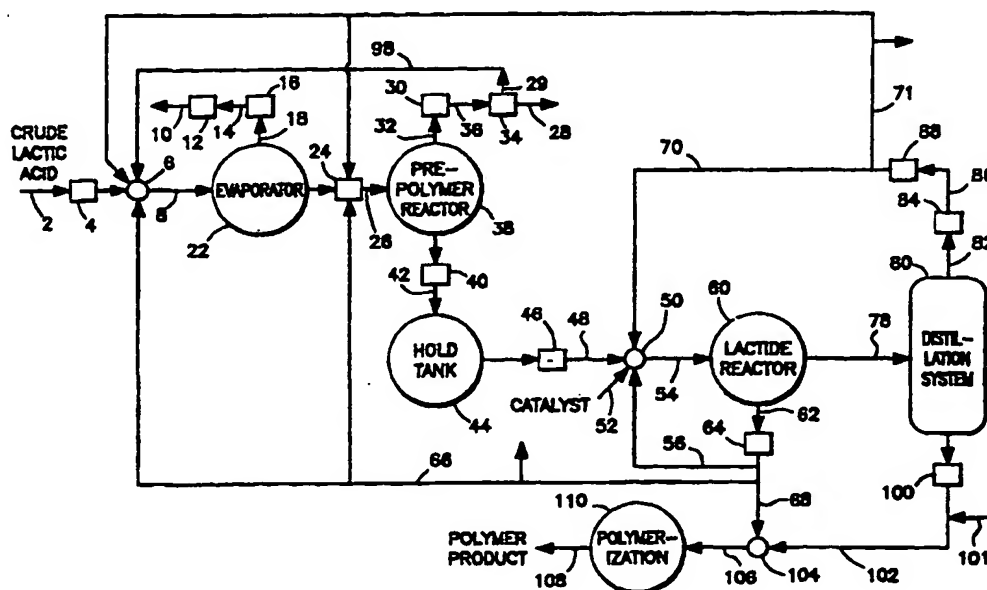 98
16
30
29
71
10
12
14
18
32
36
34
28
88
CRUDE
LACTIC
ACID
6
24
PRE-
POLYMER
REACTOR
70
86
84
2
4
8
EVAPORATOR
22
26
38
82
42
40
60
80
50
46
48
HOLD
TANK
LACTIDE
REACTOR
78
DISTIL-
LATION
SYSTEM
CATALYST
52
54
62
44
64
56
66
68
100
110
POLYMER
PRODUCT
POLYMER-
IZATION
101
108
106
104
102